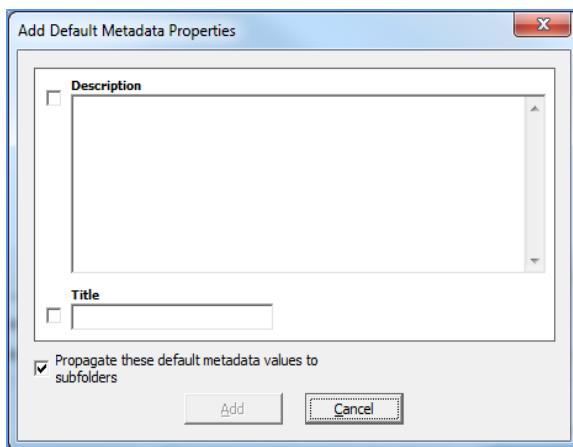 Add Default Metadata Properties
Description
Title
Propagate these default metadata values to
subfolders
Add
Cancel